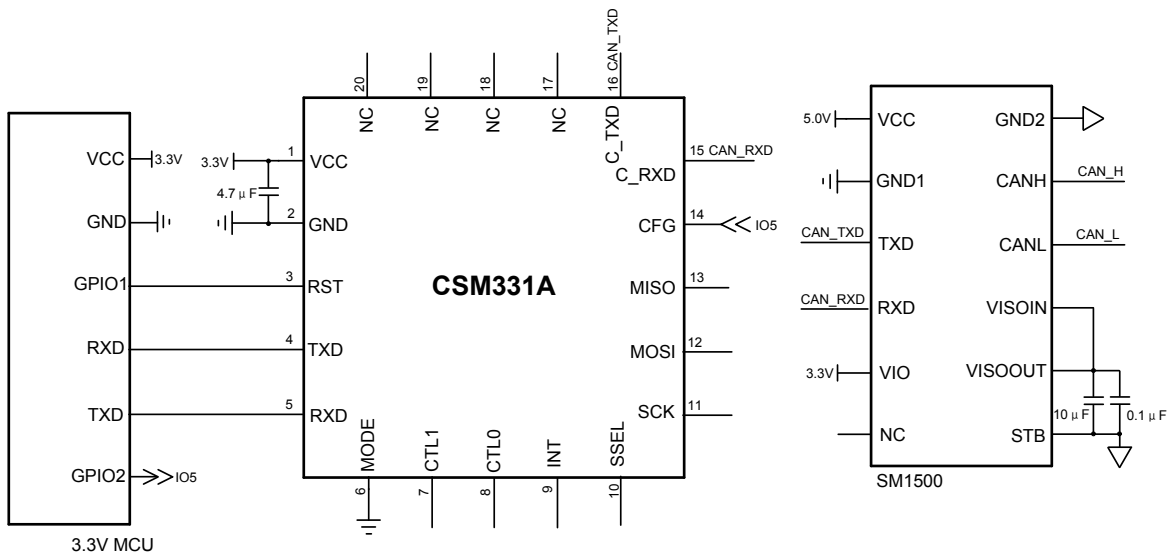 VCC
3.3V
GND
GPIO1
RXD
TXD
GPIO2
IO5
3.3V MCU
20
19
18
17
16
CAN_TXD
NC
NC
NC
NC
C_TXD
3.3V
1
VCC
4.7 μF
2
GND
3
RST
4
TXD
5
RXD
CSM331A
15
CAN_RXD
C_RXD
14
CFG
IO5
13
MISO
12
MOSI
11
SCK
MODE
CTL1
CTL0
INT
SSEL
6
7
8
9
10
5.0V
VCC
GND2
GND1
CANH
CAN_H
CAN_TXD
TXD
CANL
CAN_L
CAN_RXD
RXD
VISOIN
3.3V
VIO
VISOOUT
10 μF
0.1 μF
NC
STB
SM1500